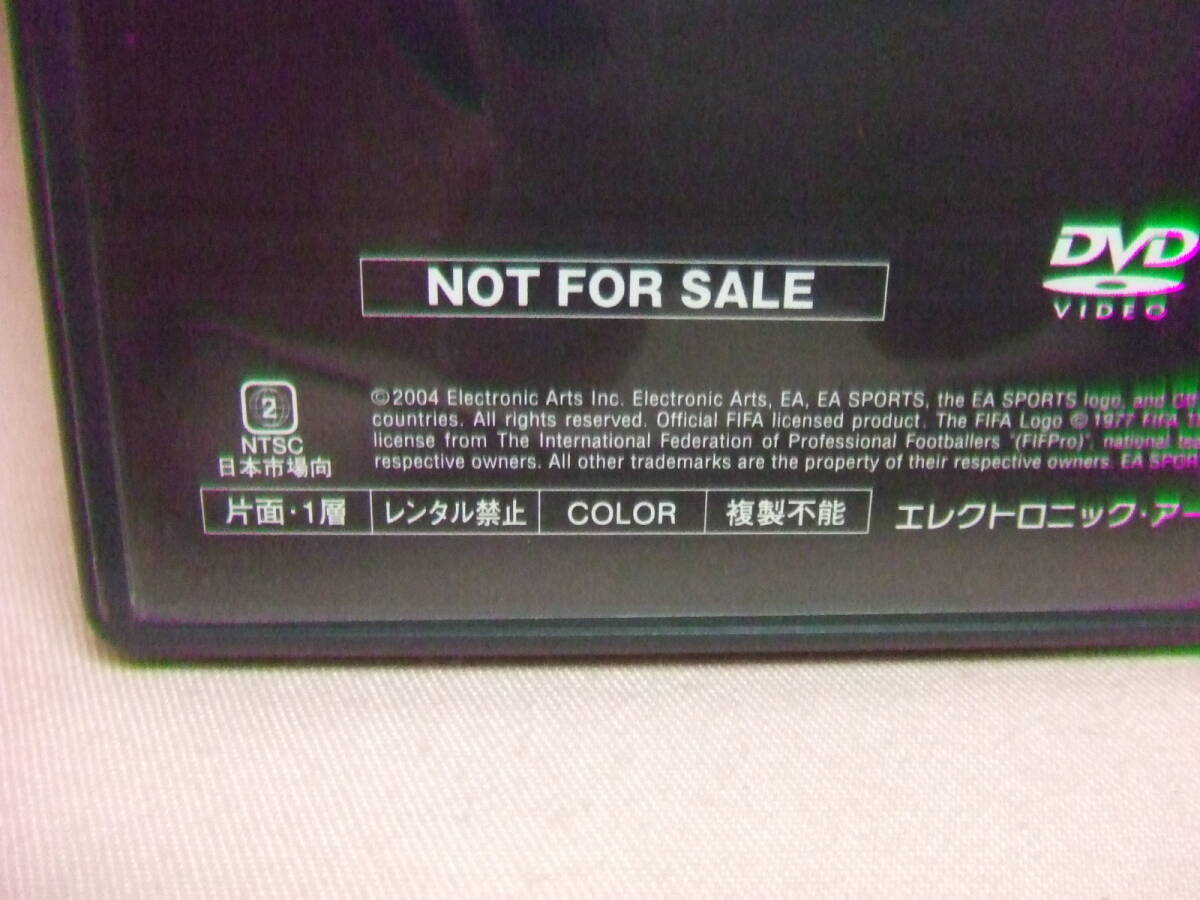 NOT FOR SALE
DVD
VIDEO
2
NTSC
日本市場向
©2004 Electronic Arts Inc. Electronic Arts, EA, EA SPORTS, the EA SPORTS logo, and
countries. All rights reserved. Official FIFA licensed product. The FIFA Logo © 1977 FIFA
license from The International Federation of Professional Footballers "(FIFPro)", national
respective owners. All other trademarks are the property of their respective owners. EA
片面・1層 レンタル禁止 COLOR 複製不能
エレクトロニック・アー